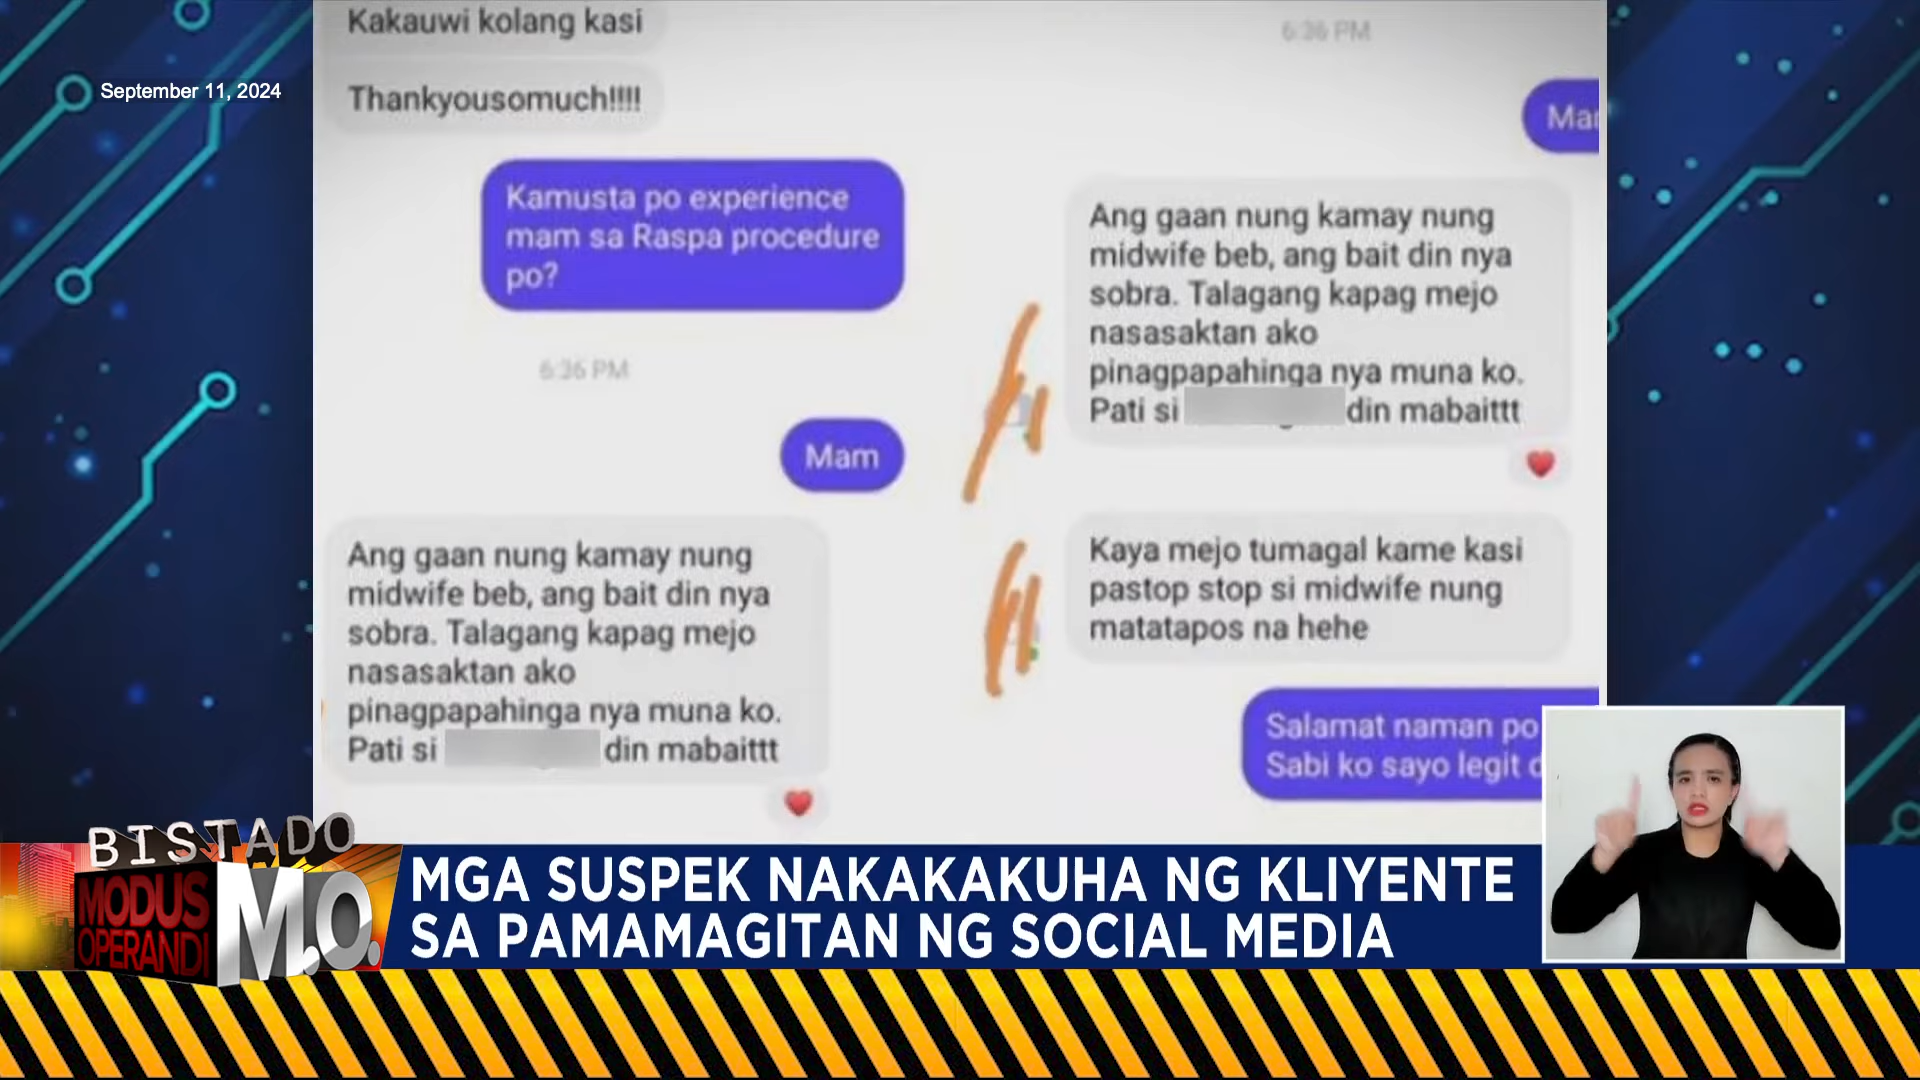 September 11, 2024
Kakauwi kolang kasi
Thankyousomuch!!!!
Kamusta po experience
mam sa Raspa procedure
po?
6:36 PM
Mam
Ang gaan nung kamay nung
midwife beb, ang bait din nya
sobra. Talagang kapag mejo
nasasaktan ako
pinagpapahinga nya muna ko.
Pati si din mabaittt
6:36 PM
Ang gaan nung kamay nung
midwife beb, ang bait din nya
sobra. Talagang kapag mejo
nasasaktan ako
pinagpapahinga nya muna ko.
Pati si din mabaittt
Kaya mejo tumagal kame kasi
pastop stop si midwife nung
matatapos na hehe
Salamat naman po
Sabi ko sayo legit
BISTADO
MODUS
OPERANDI
M.O.
MGA SUSPEK NAKAKAKUHA NG KLIYENTE
SA PAMAMAGITAN NG SOCIAL MEDIA